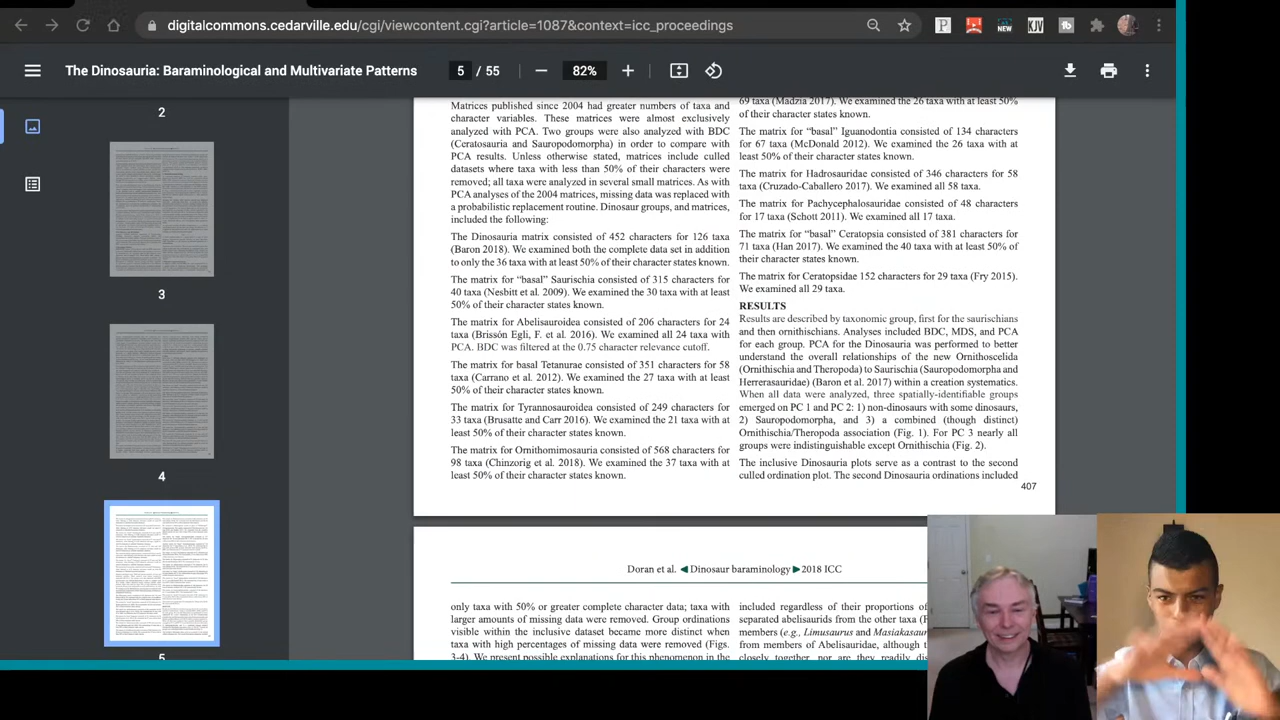 digitalcommons.cedarville.edu/cgi/viewcontent.cgi?article=1087&context=icc_proceedings
P
NEW
KJV
tb
The Dinosauria: Baraminological and Multivariate Patterns
5 / 55
82%
2
3
4
5
Matrices published since 2004 had greater numbers of taxa and
character variables. These matrices were almost exclusively
analyzed with PCA. Two groups were also analyzed with BDC
(Ceratosauria and Sauropodomorpha) in order to compare with
PCA results. Unless otherwise stated, matrices include culled
datasets where taxa with less than 50% of their characters were
removed; all taxa were analyzed in several small matrices. As with
PCA analyses of the 2004 matrices, missing data was replaced by
a probabilistic replacement routine. Dinosaur groups, and matrices,
included the following:
The Dinosauria matrix consisted of 452 characters for 126 taxa
(Baron 2018). We examined both the complete data set in addition
to only the 36 taxa with at least 50% of their character states known.
The matrix for “basal” Saurischia consisted of 315 characters for
40 taxa (Nesbitt et al. 2009). We examined the 30 taxa with at least
50% of their character states known.
The matrix for Abelisauroidea consisted of 206 characters for 24
taxa (Brissón Egli, F. et al. 2016). We examined all 24 taxa with
PCA. BDC was filtered at the 0.75 character relevance cutoff.
The matrix for basal Tetanurae consisted of 351 characters for 58
taxa (Carrano et al. 2012). We examined the 27 taxa with at least
50% of their character states known.
The matrix for Tyrannosauroidea consisted of 249 characters for
33 taxa (Brusatte and Carr 2016). We examined the 21 taxa with at
least 50% of their character states known.
The matrix for Ornithomimosauria consisted of 568 characters for
98 taxa (Chinzorig et al. 2018). We examined the 37 taxa with at
least 50% of their character states known.
69 taxa (Madzia 2017). We examined the 26 taxa with at least 50%
of their character states known.
The matrix for “basal” Iguanodontia consisted of 134 characters
for 67 taxa (McDonald 2012). We examined the 26 taxa with at
least 50% of their character states known.
The matrix for Hadrosauridae consisted of 346 characters for 58
taxa (Cruzado-Caballero 2017). We examined all 58 taxa.
The matrix for Pachycephalosauridae consisted of 48 characters
for 17 taxa (Schott 2011). We examined all 17 taxa.
The matrix for “basal” Ceratopsia consisted of 381 characters for
71 taxa (Han 2017). We examined the 40 taxa with at least 50% of
their character states known.
The matrix for Ceratopsidae 152 characters for 29 taxa (Fry 2015).
We examined all 29 taxa.
RESULTS
Results are described by taxonomic group, first for the saurischians
and then ornithischians. Analyses included BDC, MDS, and PCA
for each group. PCA for the Dinosauria was performed to better
understand the overall relationships of the new Ornithoscelida
(Ornithischia and Theropoda) to Saurischia (Sauropodomorpha and
Herrerasauridae) (Baron et al. 2017) within a creation systematics.
When all data were analyzed, three spatially-identifiable groups
emerged on PC 1 and PC 2: 1) non-dinosaurs with some dinosaurs,
2) Sauropodomorpha, and 3) a combined (though distinct)
Ornithischia/Theropoda association (Fig. 1). For PC 3 nearly all
groups were indistinguishable except Ornithischia (Fig. 2).
The inclusive Dinosauria plots serve as a contrast to the second
culled ordination plot. The second Dinosauria ordinations included
407
Doran et al. ◀ Dinosaur baraminology ▶ 2018 ICC
only taxa with 50% or greater known character data; taxa with
larger amounts of missing data were removed. Group ordinations
visible within the inclusive dataset became more distinct when
taxa with high percentages of missing data were removed (Figs.
3-4). We present possible explanations for this phenomenon in the
included regardless of their proportions of
separated abelisaurids from the other taxa (F
members (e.g., Limusaurus and Masiakasau
from members of Abelisauridae, although t
closely together, nor are they readily dis